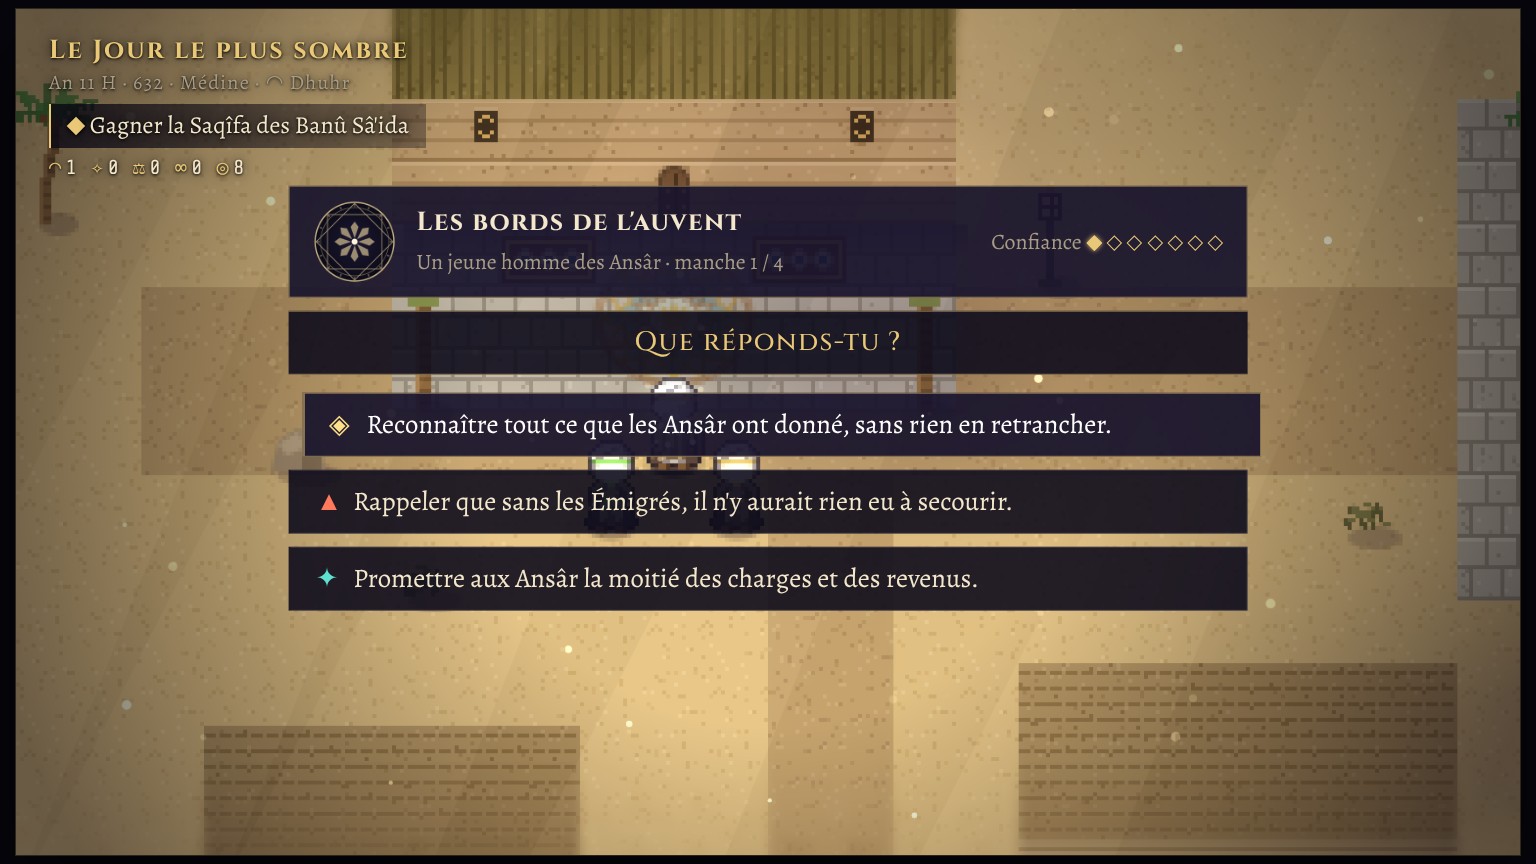 Le Jour le plus sombre
An 11 H · 632 · Médine · ◠ Dhuhr
◆ Gagner la Saqîfa des Banû Sâ'ida
◠1 ✧0 ⚖0 ∞0 ◎8
Les bords de l'auvent
Un jeune homme des Ansâr · manche 1 / 4
Confiance ◆◇◇◇◇◇◇
Que réponds-tu ?
◈ Reconnaître tout ce que les Ansâr ont donné, sans rien en retrancher.
▲ Rappeler que sans les Émigrés, il n'y aurait rien eu à secourir.
✦ Promettre aux Ansâr la moitié des charges et des revenus.